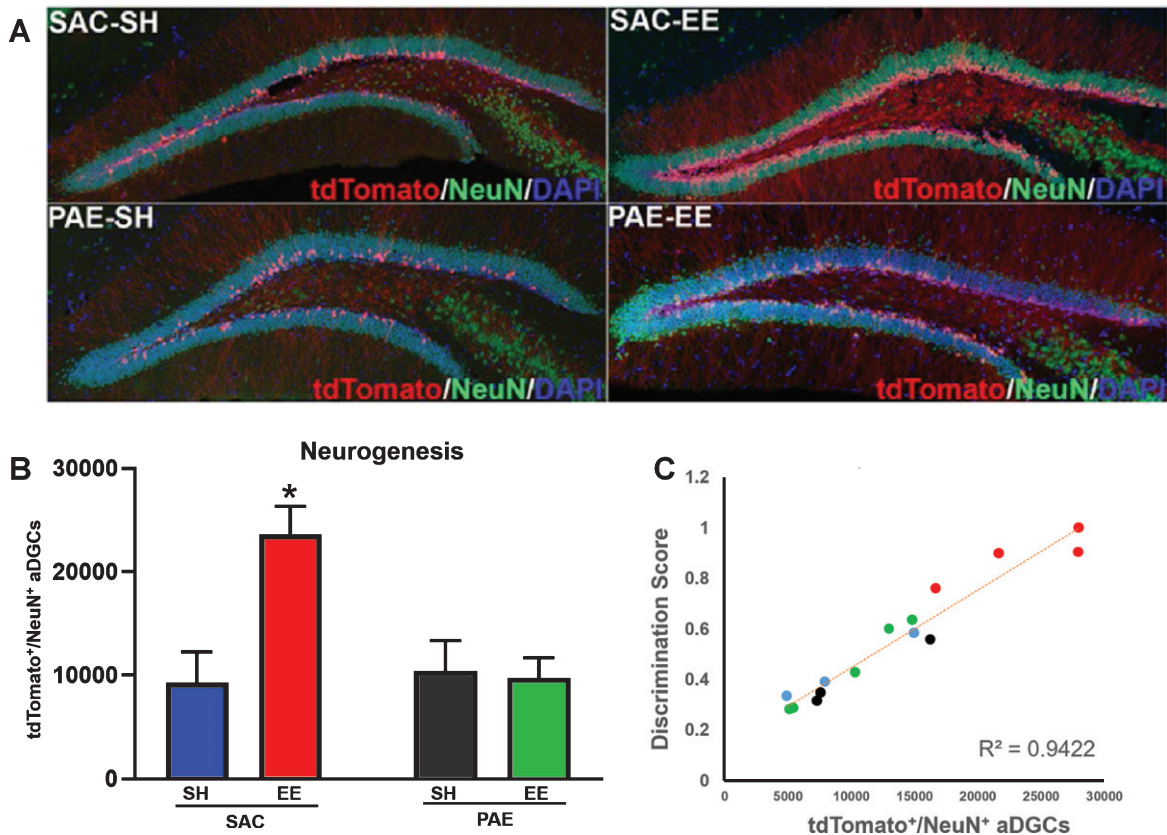 A
SAC-SH
tdTomato/NeuN/DAPI
SAC-EE
tdTomato/NeuN/DAPI
PAE-SH
tdTomato/NeuN/DAPI
PAE-EE
tdTomato/NeuN/DAPI
B
Neurogenesis
tdTomato⁺/NeuN⁺ aDGCs
30000
20000
10000
0
*
SH
EE
SH
EE
SAC
PAE
C
Discrimination Score
1.2
1
0.8
0.6
0.4
0.2
0
R² = 0.9422
0
5000
10000
15000
20000
25000
30000
tdTomato⁺/NeuN⁺ aDGCs